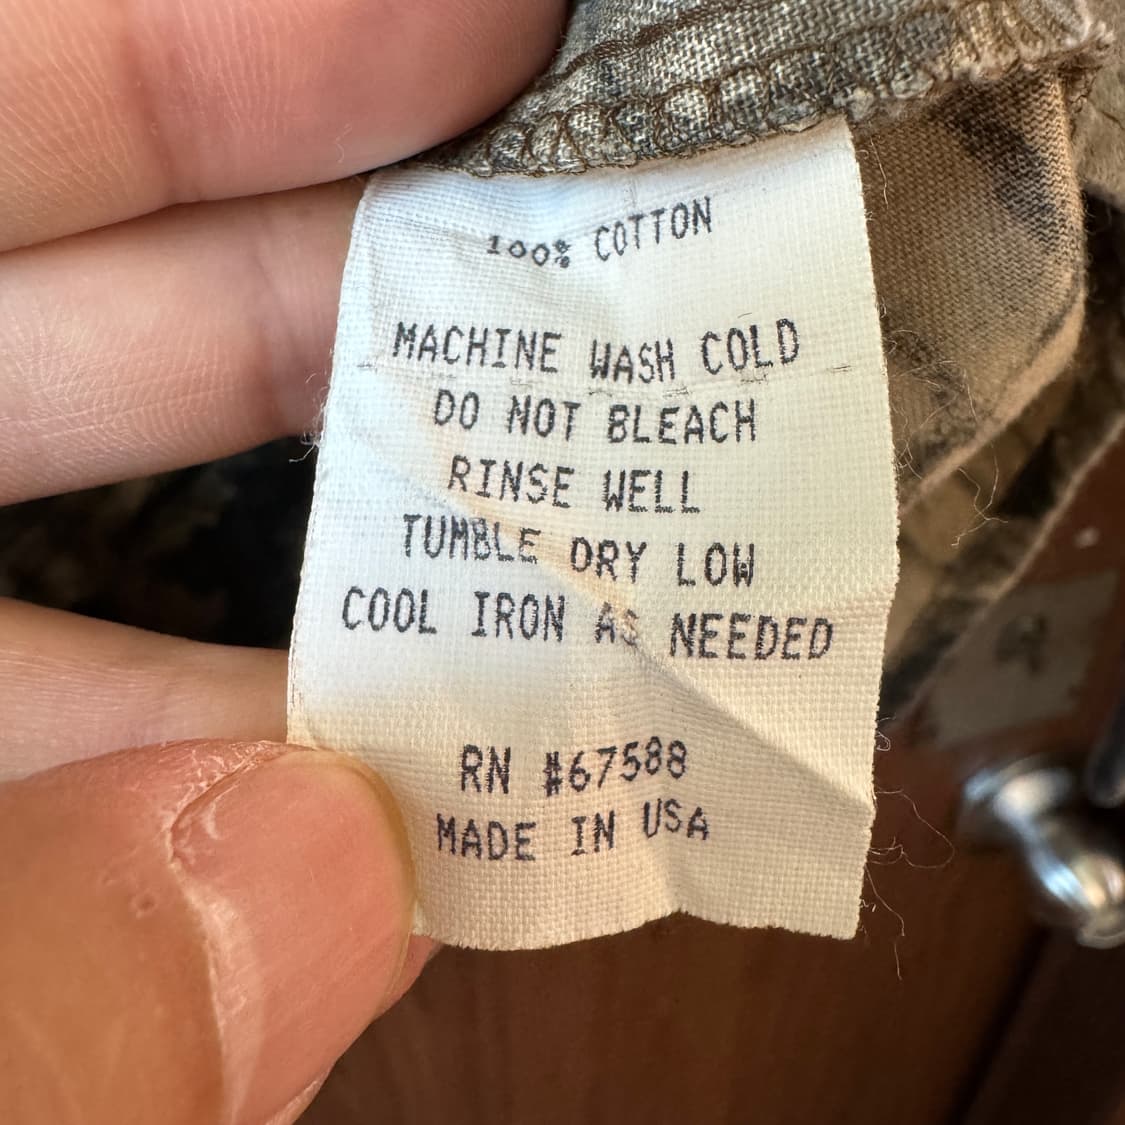 100% COTTON
MACHINE WASH COLD
DO NOT BLEACH
RINSE WELL
TUMBLE DRY LOW
COOL IRON AS NEEDED
RN #67588
MADE IN USA